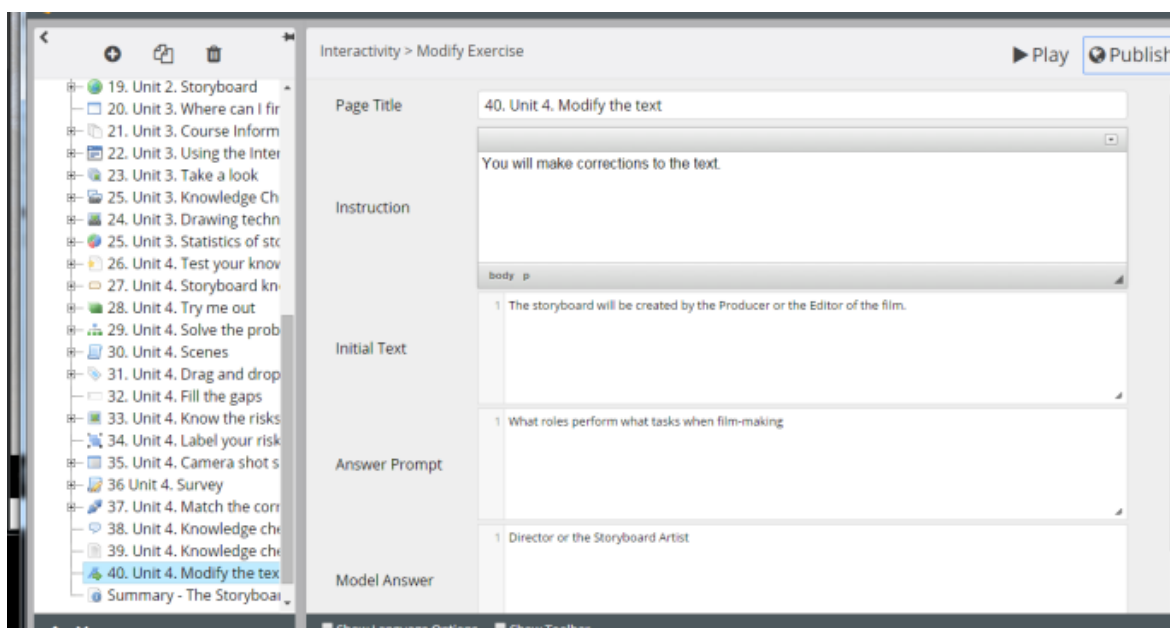 19. Unit 2. Storyboard
20. Unit 3. Where can I fir
21. Unit 3. Course Inform
22. Unit 3. Using the Inter
23. Unit 3. Take a look
25. Unit 3. Knowledge Ch
24. Unit 3. Drawing techn
25. Unit 3. Statistics of sto
26. Unit 4. Test your know
27. Unit 4. Storyboard kn
28. Unit 4. Try me out
29. Unit 4. Solve the prob
30. Unit 4. Scenes
31. Unit 4. Drag and drop
32. Unit 4. Fill the gaps
33. Unit 4. Know the risks
34. Unit 4. Label your risk
35. Unit 4. Camera shot s
36 Unit 4. Survey
37. Unit 4. Match the corr
38. Unit 4. Knowledge che
39. Unit 4. Knowledge che
40. Unit 4. Modify the tex
Summary - The Storyboar
Interactivity > Modify Exercise
Play Publish
Page Title
40. Unit 4. Modify the text
Instruction
You will make corrections to the text.
body p
Initial Text
1 The storyboard will be created by the Producer or the Editor of the film.
Answer Prompt
1 What roles perform what tasks when film-making
Model Answer
1 Director or the Storyboard Artist
Show Language Options Show Toolbar